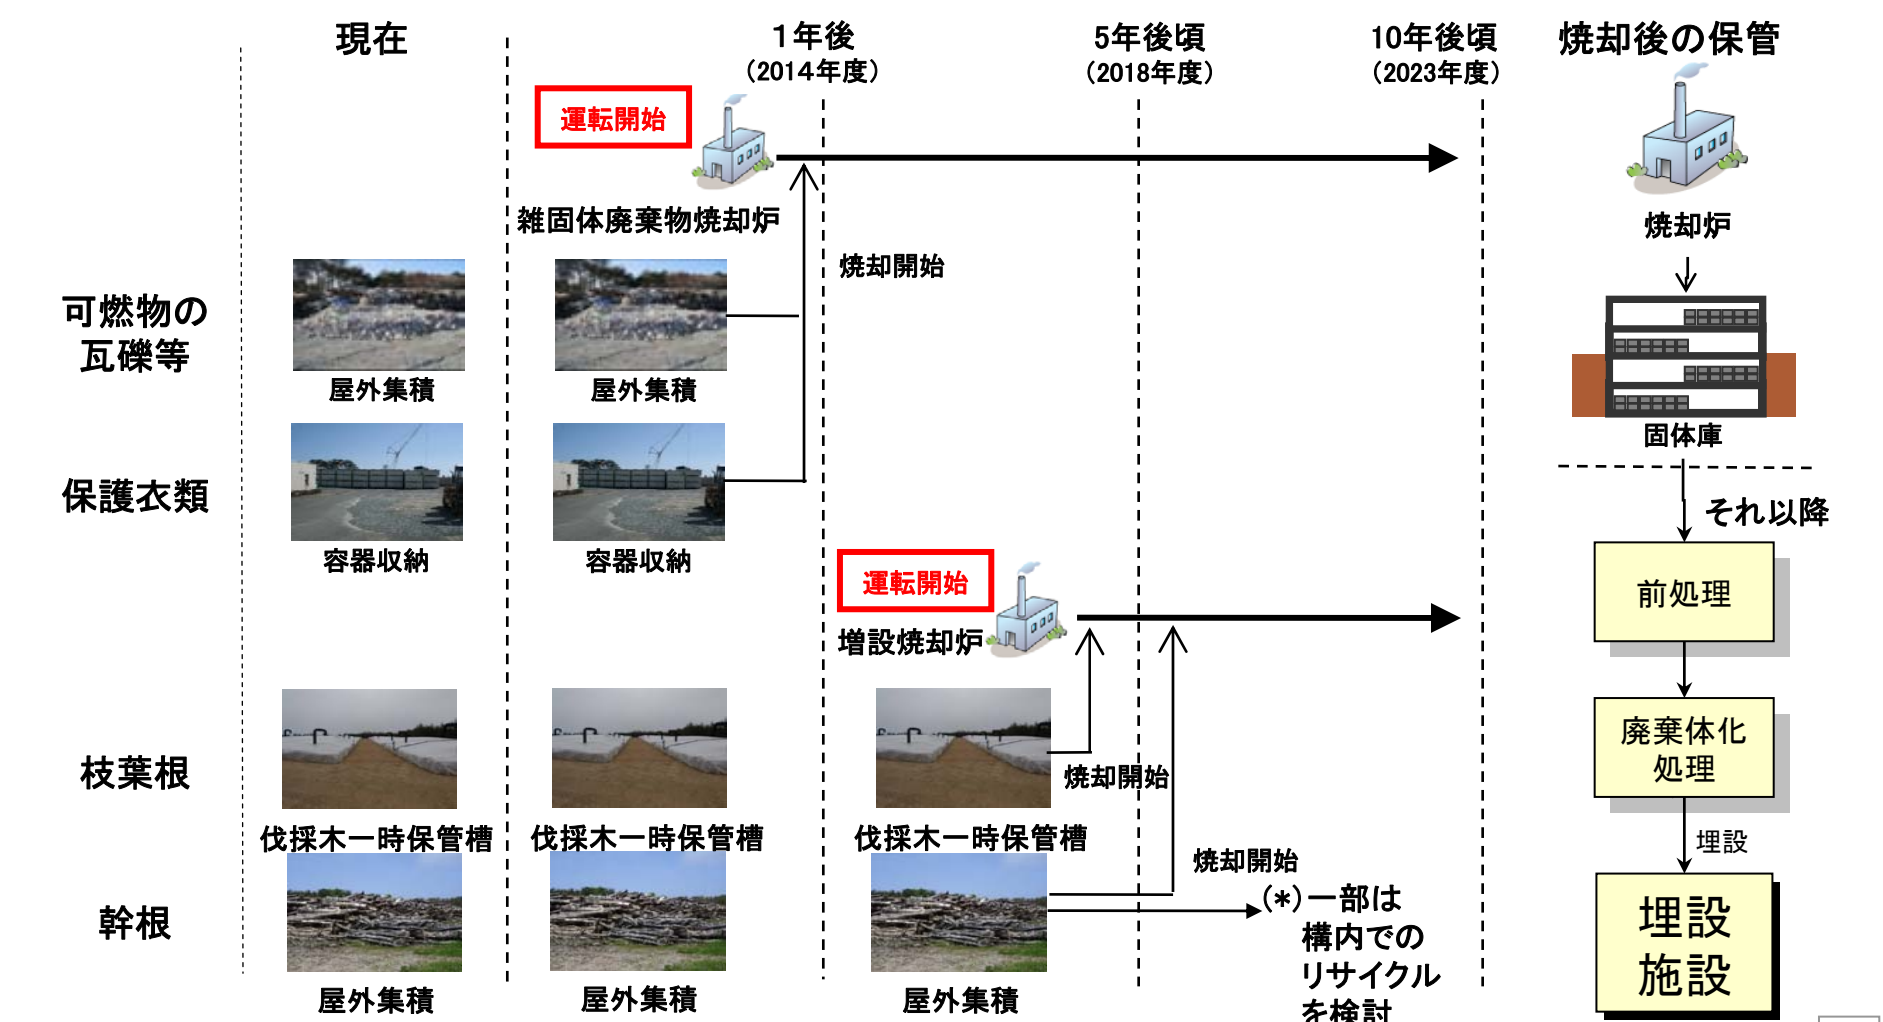 現在
1年後
(2014年度)
5年後頃
(2018年度)
10年後頃
(2023年度)
焼却後の保管
運転開始
雑固体廃棄物焼却炉
焼却開始
可燃物の
瓦礫等
屋外集積
屋外集積
保護衣類
容器収納
容器収納
運転開始
増設焼却炉
枝葉根
伐採木一時保管槽
伐採木一時保管槽
伐採木一時保管槽
焼却開始
幹根
屋外集積
屋外集積
屋外集積
焼却開始
(*)一部は
構内での
リサイクル
を検討
焼却炉
固体庫
それ以降
前処理
廃棄体化
処理
埋設
埋設
施設